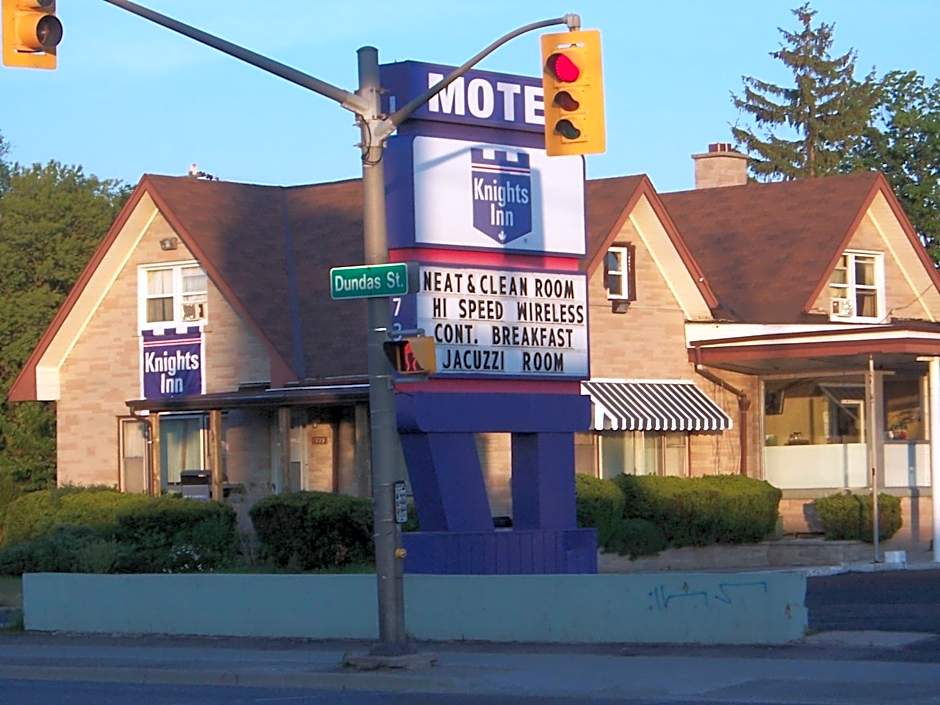 MOTE
Knights
Inn
Dundas St.
NEAT & CLEAN ROOM
HI SPEED WIRELESS
CONT. BREAKFAST
JACUZZI ROOM
Knights
Inn